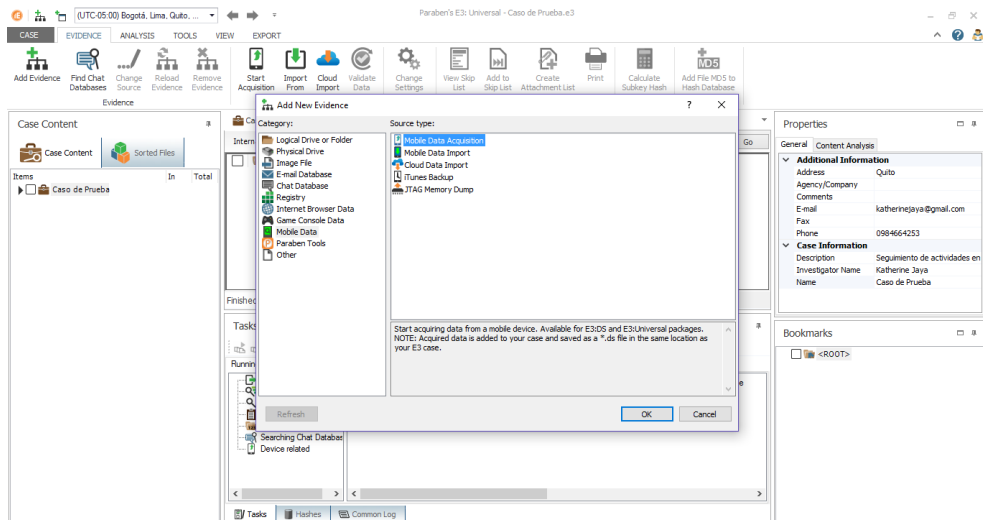 (UTC-05:00) Bogotá, Lima, Quito, ...
Paraben's E3: Universal - Caso de Prueba.e3
CASE EVIDENCE ANALYSIS TOOLS VIEW EXPORT
Add Evidence
Find Chat Databases
Change Source
Reload Evidence
Remove Evidence
Start Acquisition
Import From
Cloud Import
Validate Data
Change Settings
View Skip List
Add to Skip List
Create Attachment List
Print
Calculate Subkey Hash
MD5
Add File MD5 to Hash Database
Evidence
Case Content
Case Content
Sorted Files
Items In Total
Caso de Prueba
Ca
Intern
Go
Finished
Add New Evidence
? X
Category:
Logical Drive or Folder
Physical Drive
Image File
E-mail Database
Chat Database
Registry
Internet Browser Data
Game Console Data
Mobile Data
Paraben Tools
Other
Source type:
Mobile Data Acquisition
Mobile Data Import
Cloud Data Import
iTunes Backup
JTAG Memory Dump
Start acquiring data from a mobile device. Available for E3:DS and E3:Universal packages.
NOTE: Acquired data is added to your case and saved as a *.ds file in the same location as
your E3 case.
Refresh
OK
Cancel
Tasks
Runnin
Searching Chat Databas
Device related
Tasks
Hashes
Common Log
Properties
General
Content Analysis
Additional Information
Address Quito
Agency/Company
Comments
E-mail katherinejaya@gmail.com
Fax
Phone 0984664253
Case Information
Description Seguimiento de actividades en
Investigator Name Katherine Jaya
Name Caso de Prueba
Bookmarks
<ROOT>